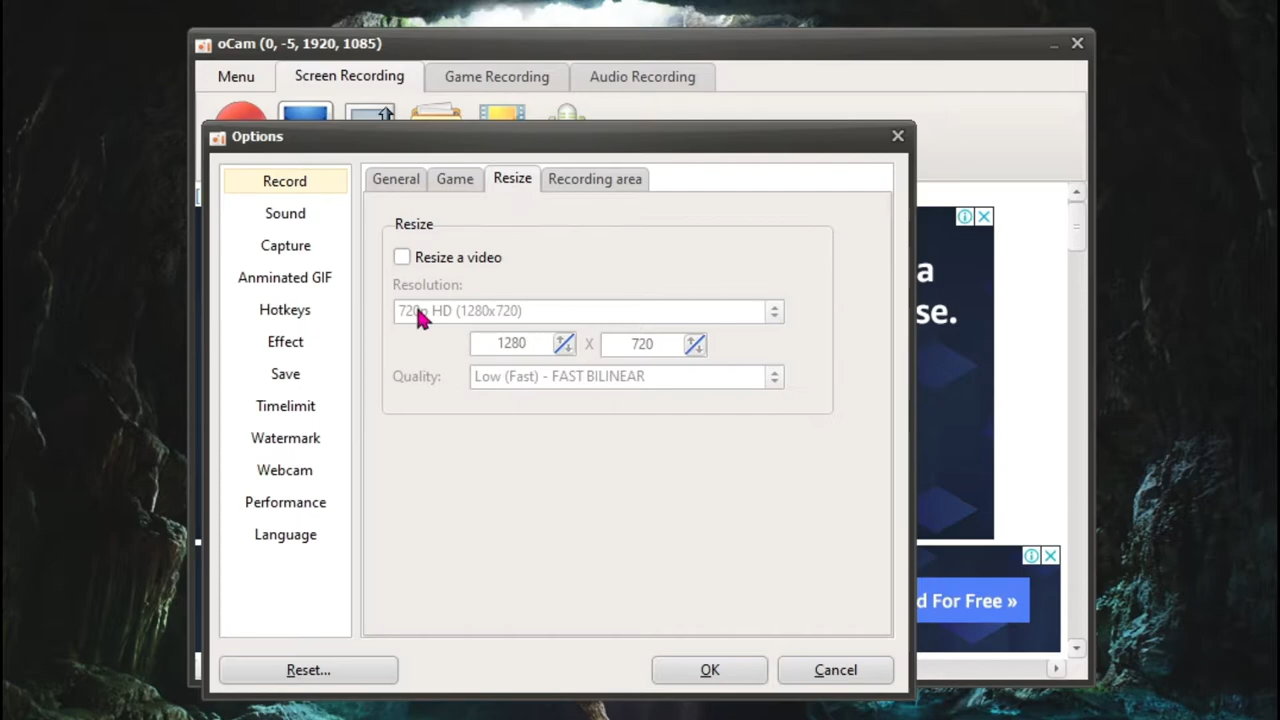 oCam (0, -5, 1920, 1085)
Menu
Screen Recording
Game Recording
Audio Recording
Options
Record
Sound
Capture
Anminated GIF
Hotkeys
Effect
Save
Timelimit
Watermark
Webcam
Performance
Language
General
Game
Resize
Recording area
Resize
Resize a video
Resolution:
720p HD (1280x720)
1280 X 720
Quality: Low (Fast) - FAST BILINEAR
a
se.
d For Free »
Reset...
OK
Cancel